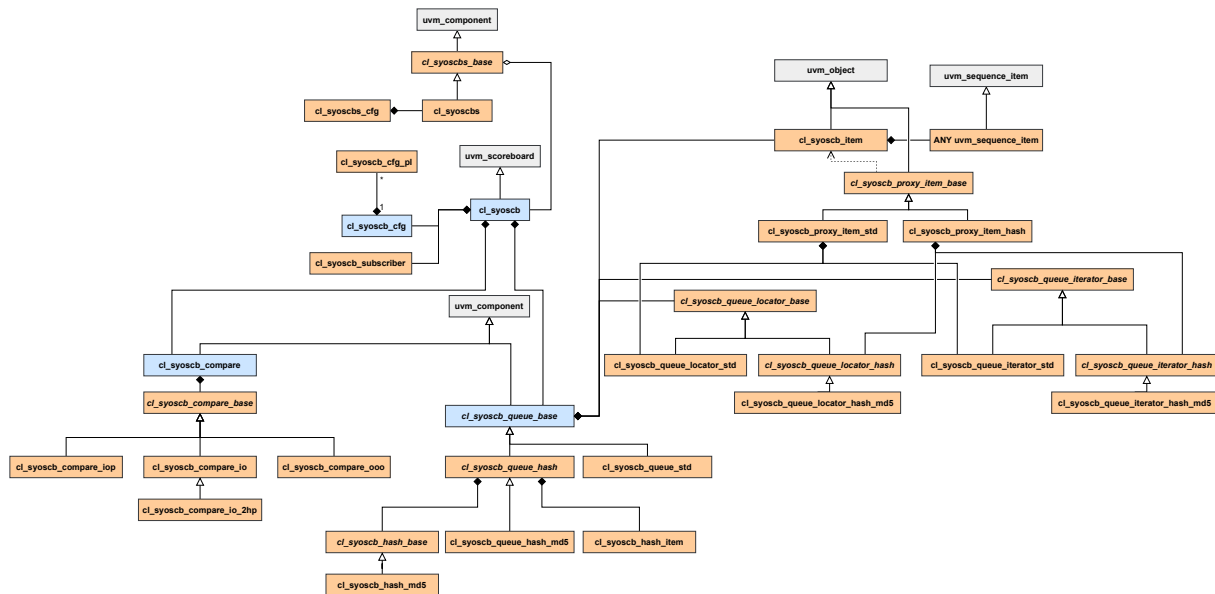 uvm_component
cl_syoscbs_base
uvm_object
uvm_sequence_item
cl_syoscbs_cfg
cl_syoscbs
cl_syoscb_item
ANY uvm_sequence_item
cl_syoscb_cfg_pl
uvm_scoreboard
*
cl_syoscb_proxy_item_base
1
cl_syoscb
cl_syoscb_cfg
cl_syoscb_proxy_item_std
cl_syoscb_proxy_item_hash
cl_syoscb_subscriber
cl_syoscb_queue_iterator_base
cl_syoscb_queue_locator_base
uvm_component
cl_syoscb_compare
cl_syoscb_queue_locator_std
cl_syoscb_queue_locator_hash
cl_syoscb_queue_iterator_std
cl_syoscb_queue_iterator_hash
cl_syoscb_compare_base
cl_syoscb_queue_locator_hash_md5
cl_syoscb_queue_iterator_hash_md5
cl_syoscb_queue_base
cl_syoscb_compare_iop
cl_syoscb_compare_io
cl_syoscb_compare_ooo
cl_syoscb_queue_hash
cl_syoscb_queue_std
cl_syoscb_compare_io_2hp
cl_syoscb_hash_base
cl_syoscb_queue_hash_md5
cl_syoscb_hash_item
cl_syoscb_hash_md5